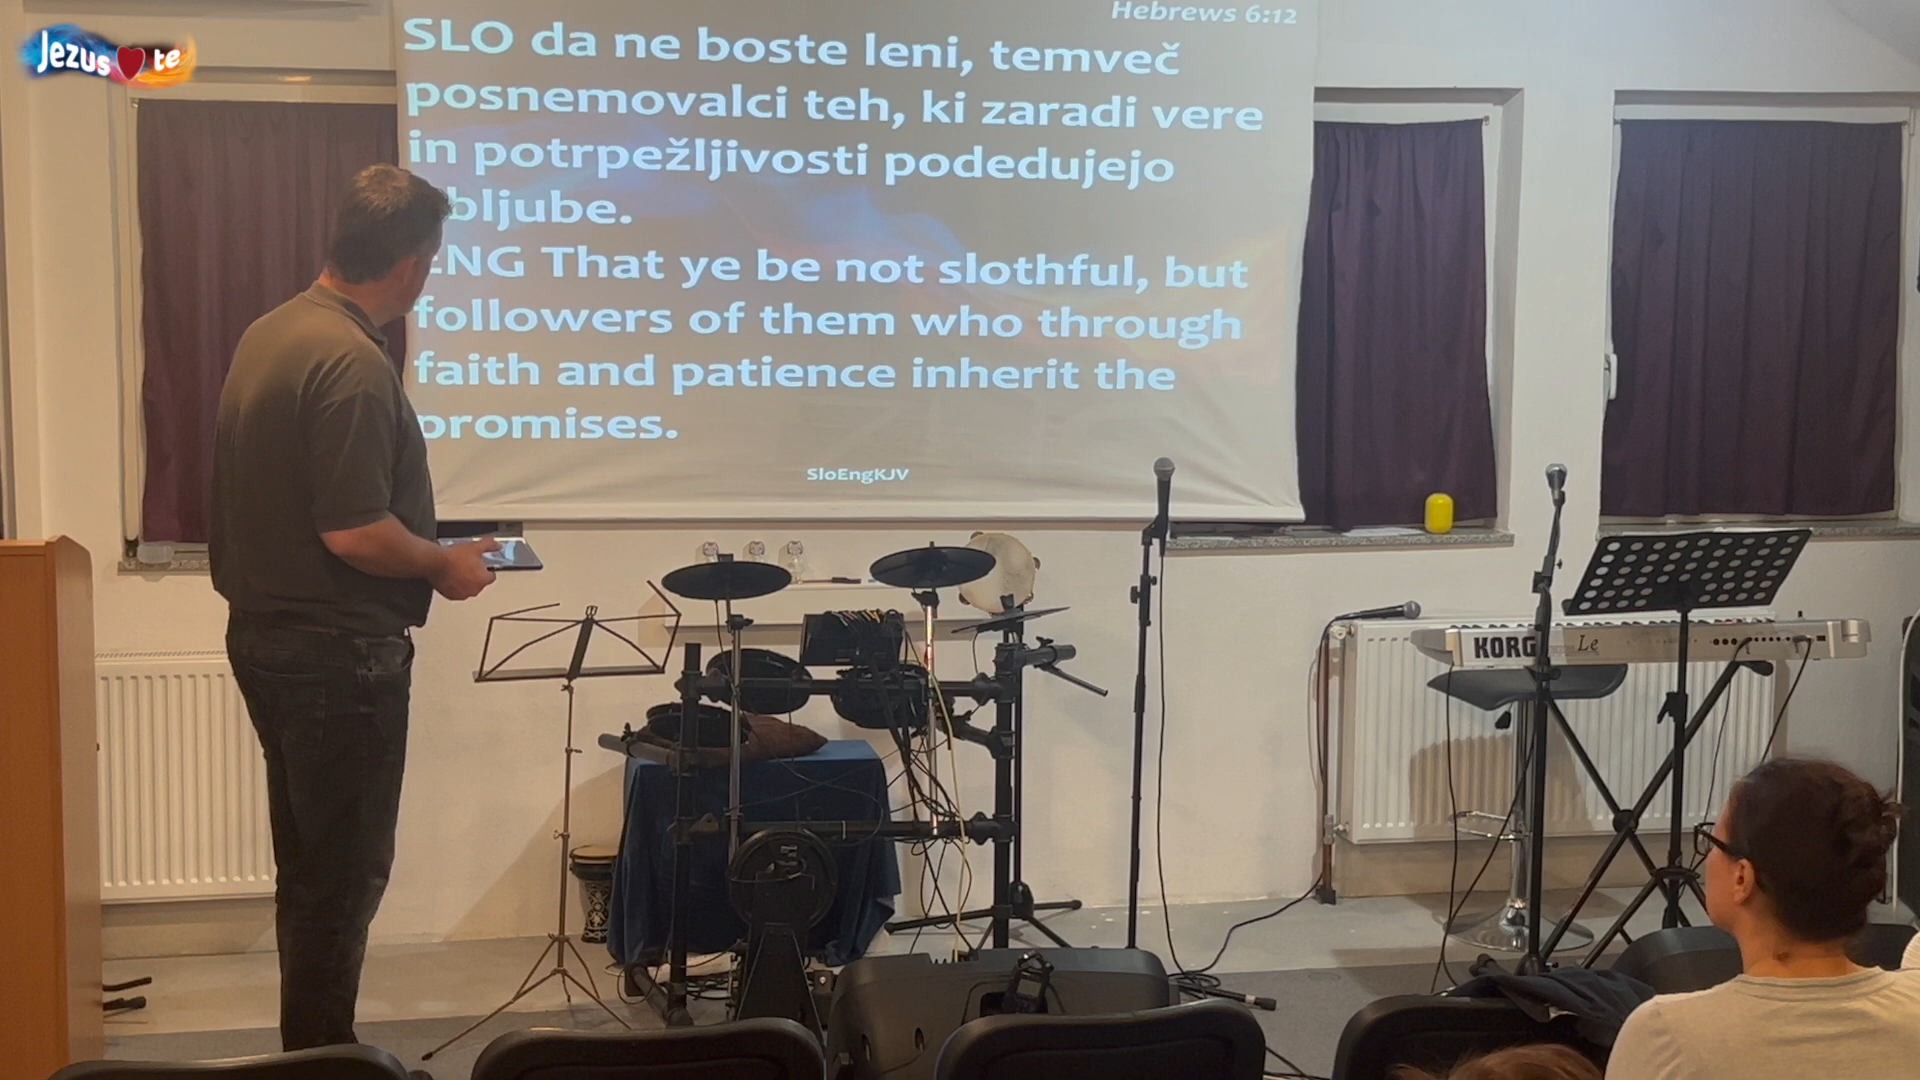 Jezus te
Hebrews 6:12
SLO da ne boste leni, temveč
posnemovalci teh, ki zaradi vere
in potrpežljivosti podedujejo
bljube.
ENG That ye be not slothful, but
followers of them who through
faith and patience inherit the
promises.
SloEngKJV
KORG Le